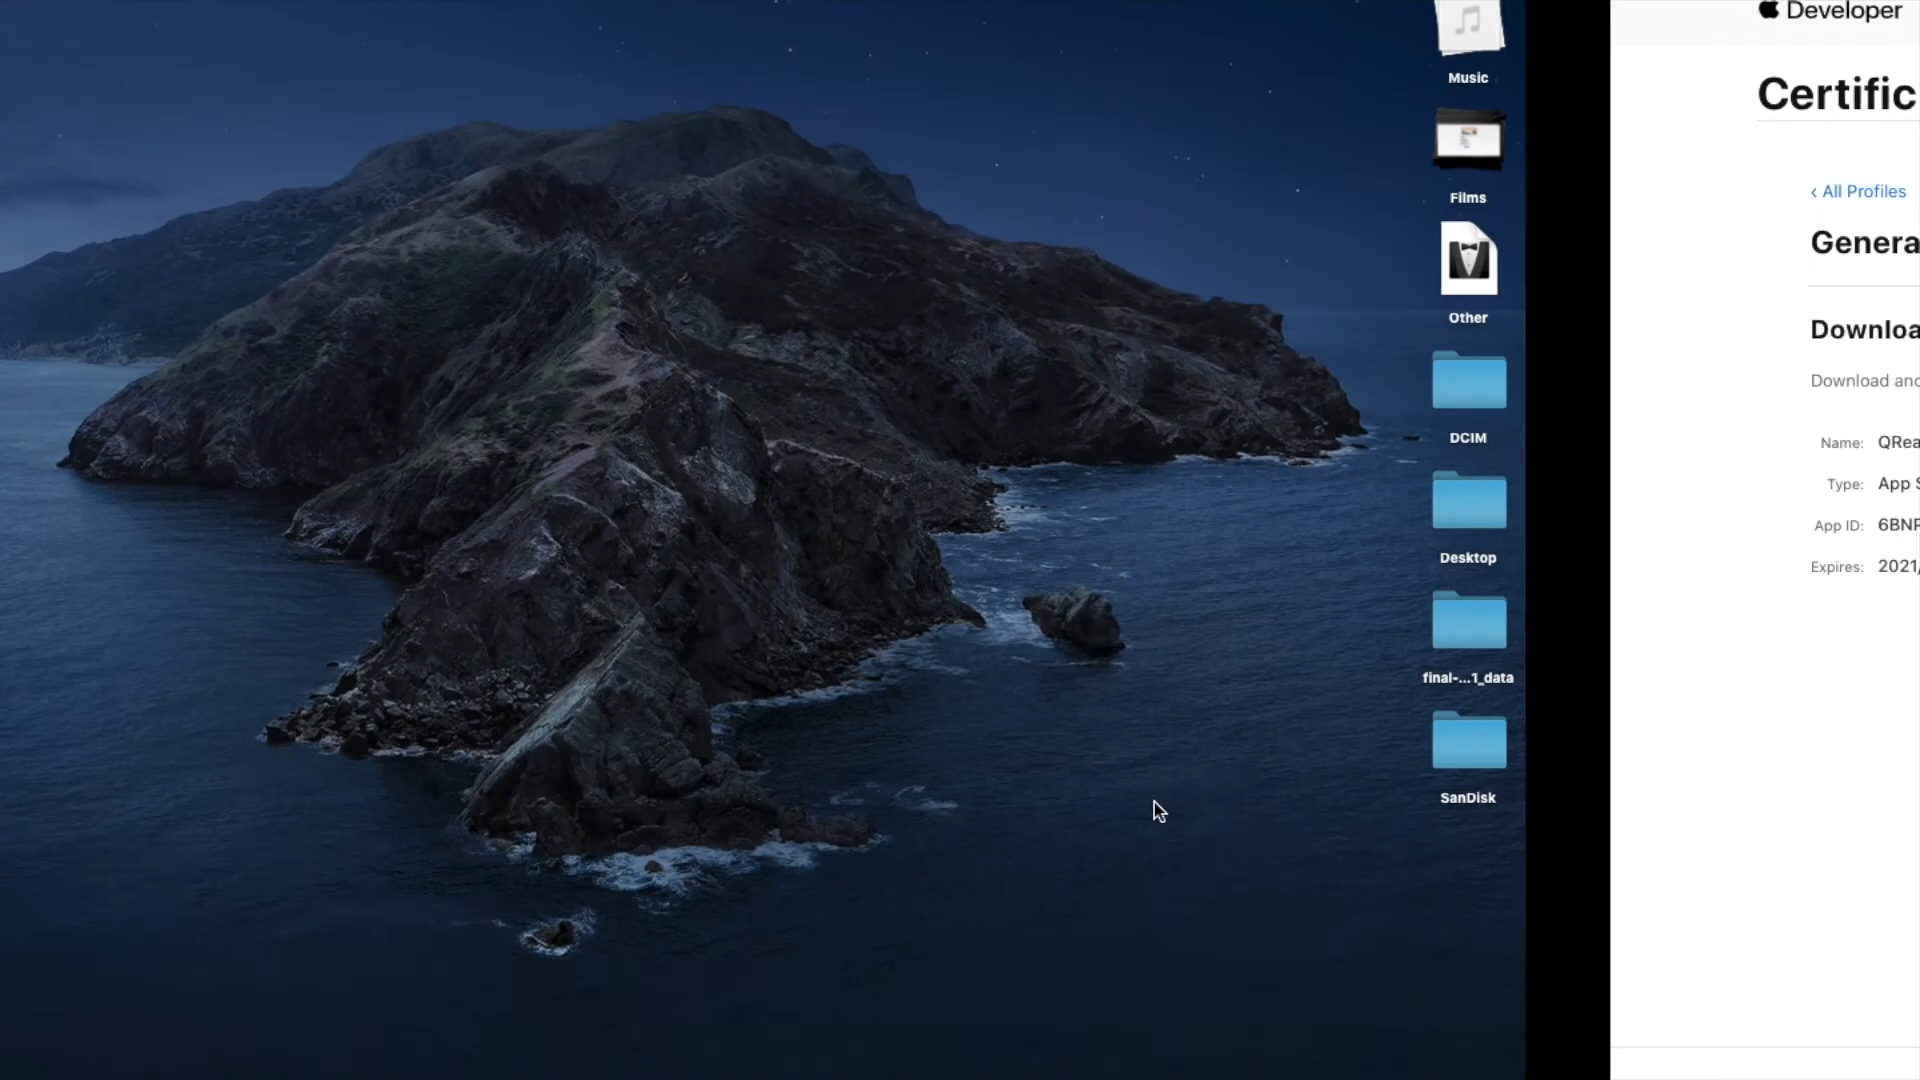 Music
Films
Other
DCIM
Desktop
final-...1_data
SanDisk
Developer
Certific
‹ All Profiles
Genera
Downloa
Download and
Name: QRea
Type: App S
App ID: 6BNP
Expires: 2021/